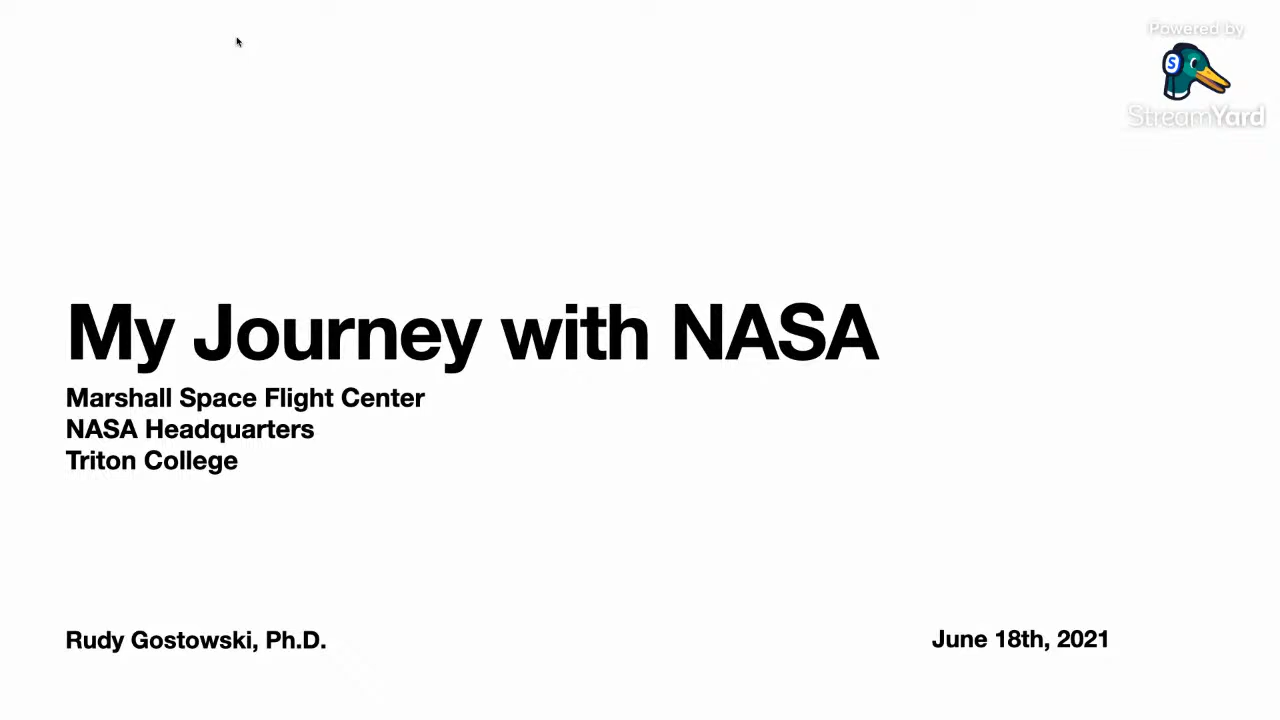 Powered by
S
StreamYard
My Journey with NASA
Marshall Space Flight Center
NASA Headquarters
Triton College
Rudy Gostowski, Ph.D.
June 18th, 2021